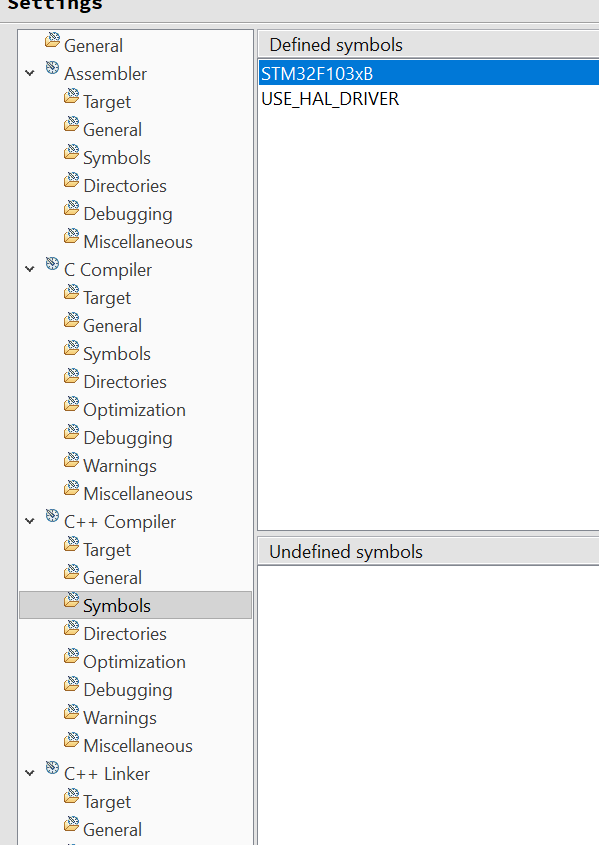 Settings
General
Assembler
Target
General
Symbols
Directories
Debugging
Miscellaneous
C Compiler
Target
General
Symbols
Directories
Optimization
Debugging
Warnings
Miscellaneous
C++ Compiler
Target
General
Symbols
Directories
Optimization
Debugging
Warnings
Miscellaneous
C++ Linker
Target
General
Defined symbols
STM32F103xB
USE_HAL_DRIVER
Undefined symbols